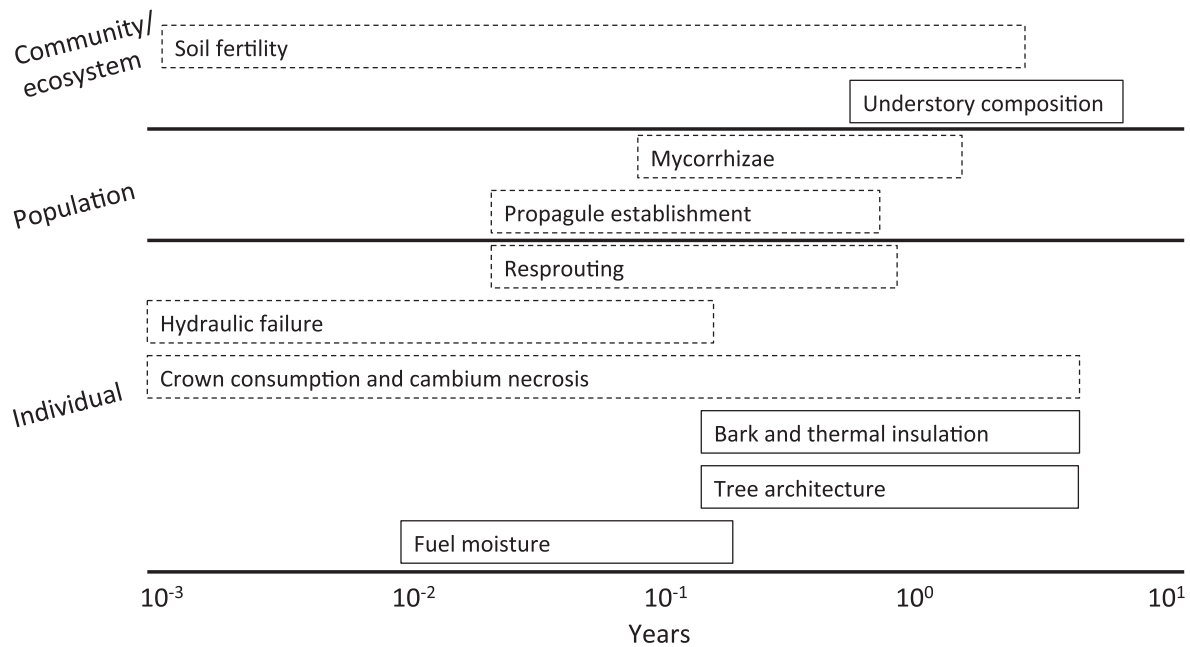 Community/
ecosystem
Soil fertility
Understory composition
Population
Mycorrhizae
Propagule establishment
Individual
Resprouting
Hydraulic failure
Crown consumption and cambium necrosis
Bark and thermal insulation
Tree architecture
Fuel moisture
10⁻³ 10⁻² 10⁻¹ 10⁰ 10¹
Years